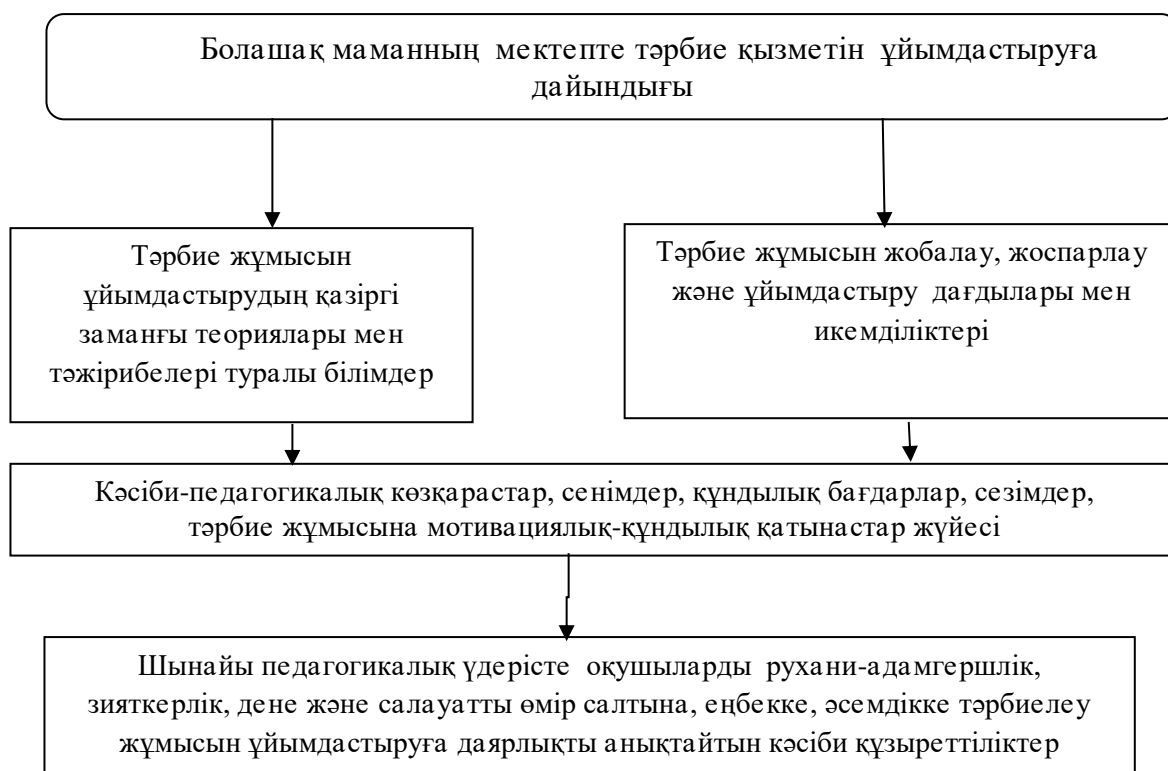 Болашақ маманның мектепте тәрбие қызметін ұйымдастыруға
дайындығы
Тәрбие жұмысын
ұйымдастырудың қазіргі
заманғы теориялары мен
тәжірибелері туралы білімдер
Тәрбие жұмысын жобалау, жоспарлау
және ұйымдастыру дағдылары мен
икемділіктері
Кәсіби-педагогикалық көзқарастар, сенімдер, құндылық бағдарлар, сезімдер,
тәрбие жұмысына мотивациялық-құндылық қатынастар жүйесі
Шынайы педагогикалық үдерісте оқушыларды рухани-адамгершлік,
зияткерлік, дене және салауатты өмір салтына, еңбекке, әсемдікке тәрбиелеу
жұмысын ұйымдастыруға даярлықты анықтайтын кәсіби құзыреттіліктер